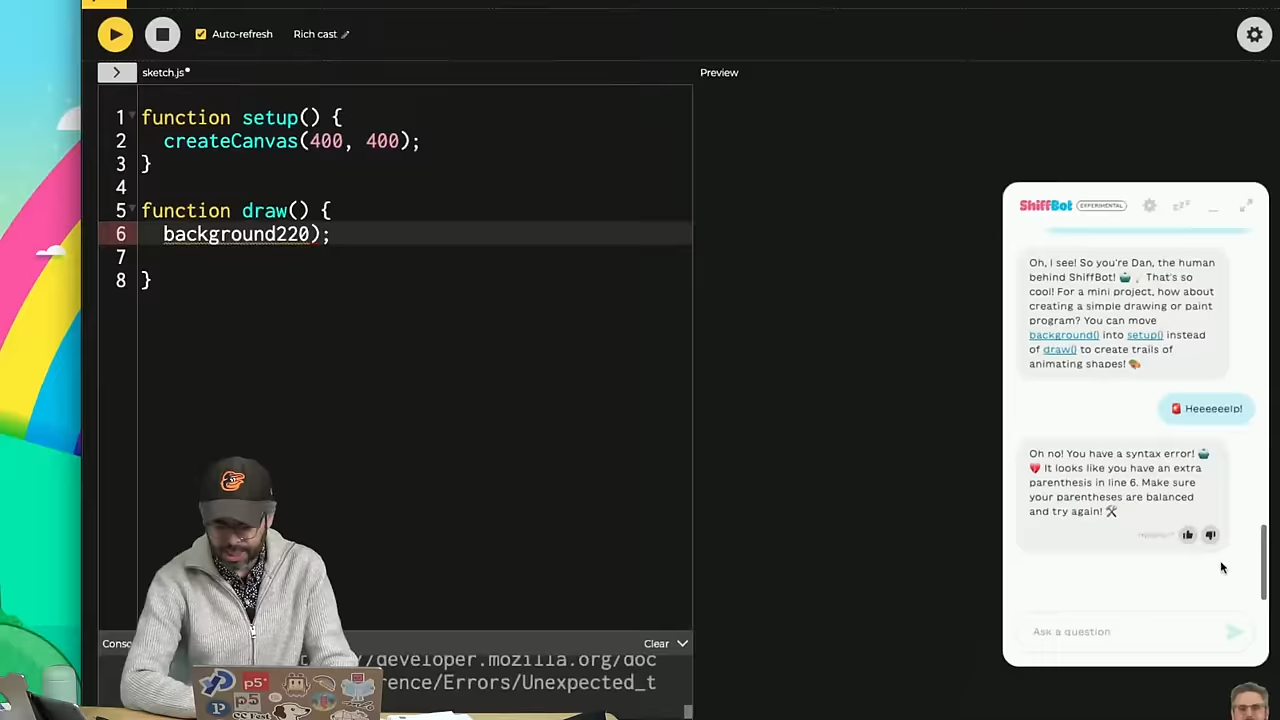 Auto-refresh
Rich cast
sketch.js•
Preview
1 function setup() {
2 createCanvas(400, 400);
3 }
4
5 function draw() {
6 background220);
7
8 }
ShiffBot EXPERIMENTAL
Oh, I see! So you're Dan, the human
behind ShiffBot! That's so
cool! For a mini project, how about
creating a simple drawing or paint
program? You can move
background() into setup() instead
of draw() to create trails of
animating shapes! 🎨
🚨 Heeeeeelp!
Oh no! You have a syntax error!
It looks like you have an extra
parenthesis in line 6. Make sure
your parentheses are balanced
and try again! 🛠
Ask a question
Clear
/developer.mozilla.org/doc
rence/Errors/Unexpected_t
p5*
CC Fest